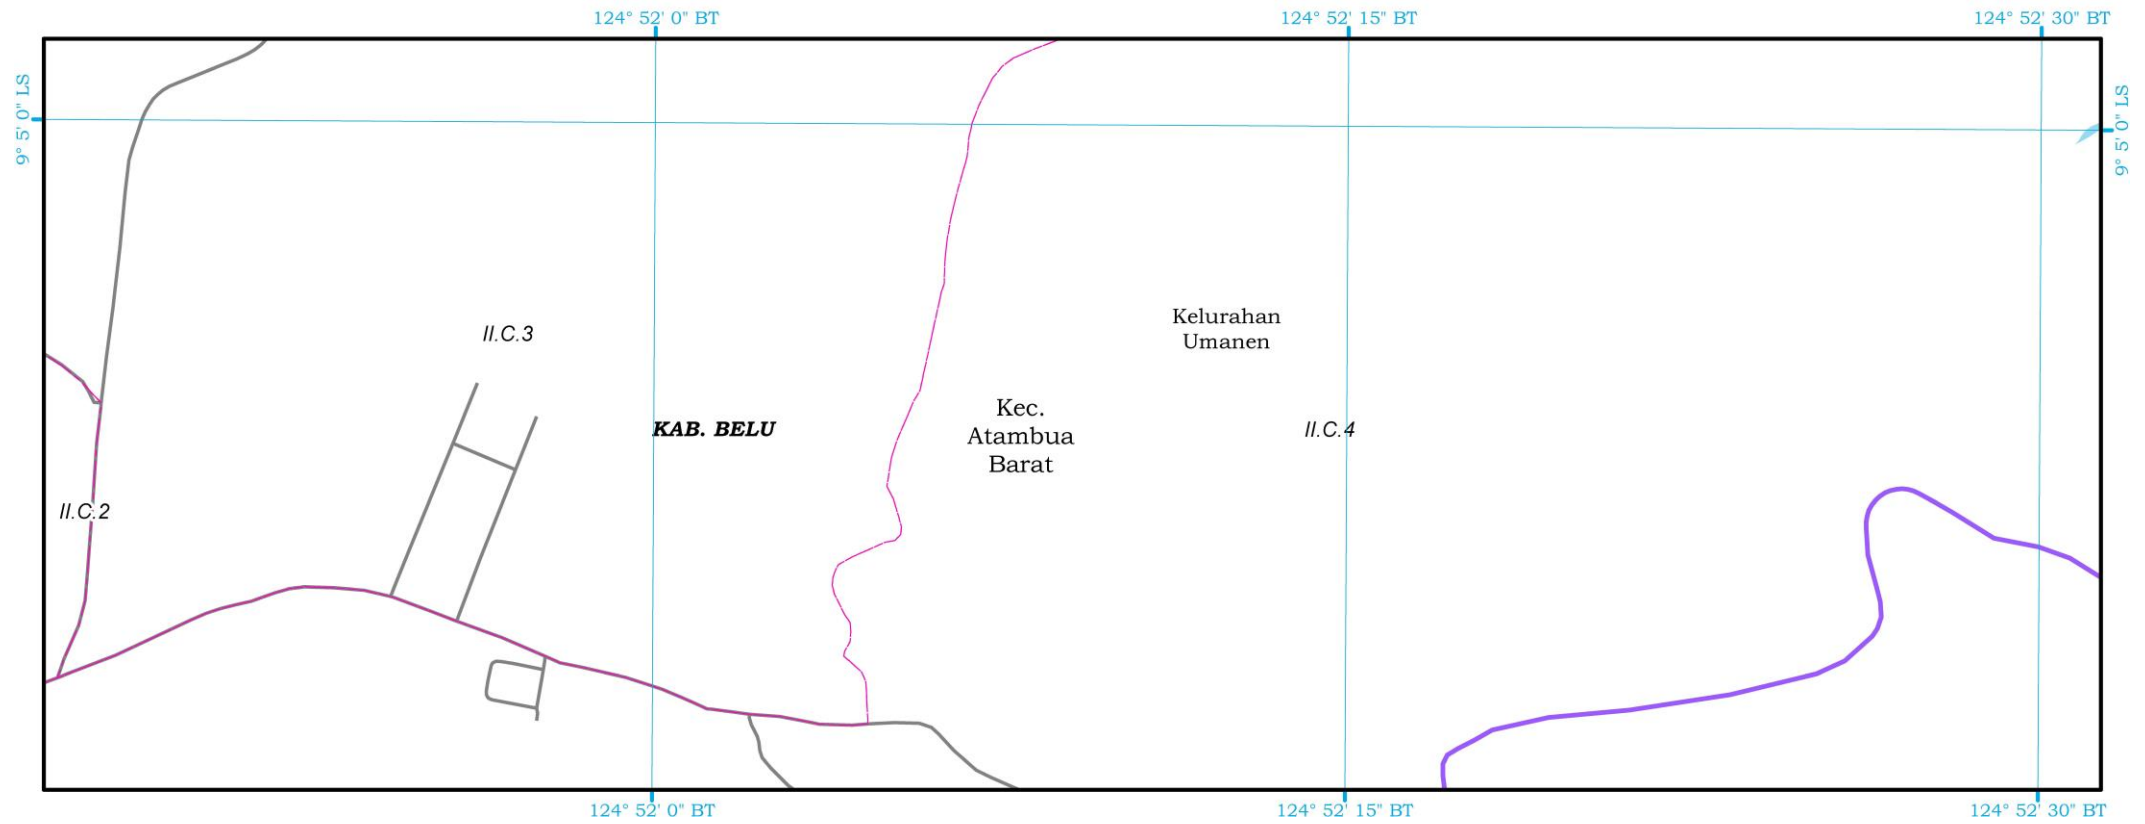 124° 52' 0" BT
124° 52' 15" BT
124° 52' 30" BT
9° 5' 0" LS
9° 5' 0" LS
Kelurahan
Umanen
II.C.3
Kec.
Atambua
Barat
KAB. BELU
II.C.4
II.C.2
124° 52' 0" BT
124° 52' 15" BT
124° 52' 30" BT